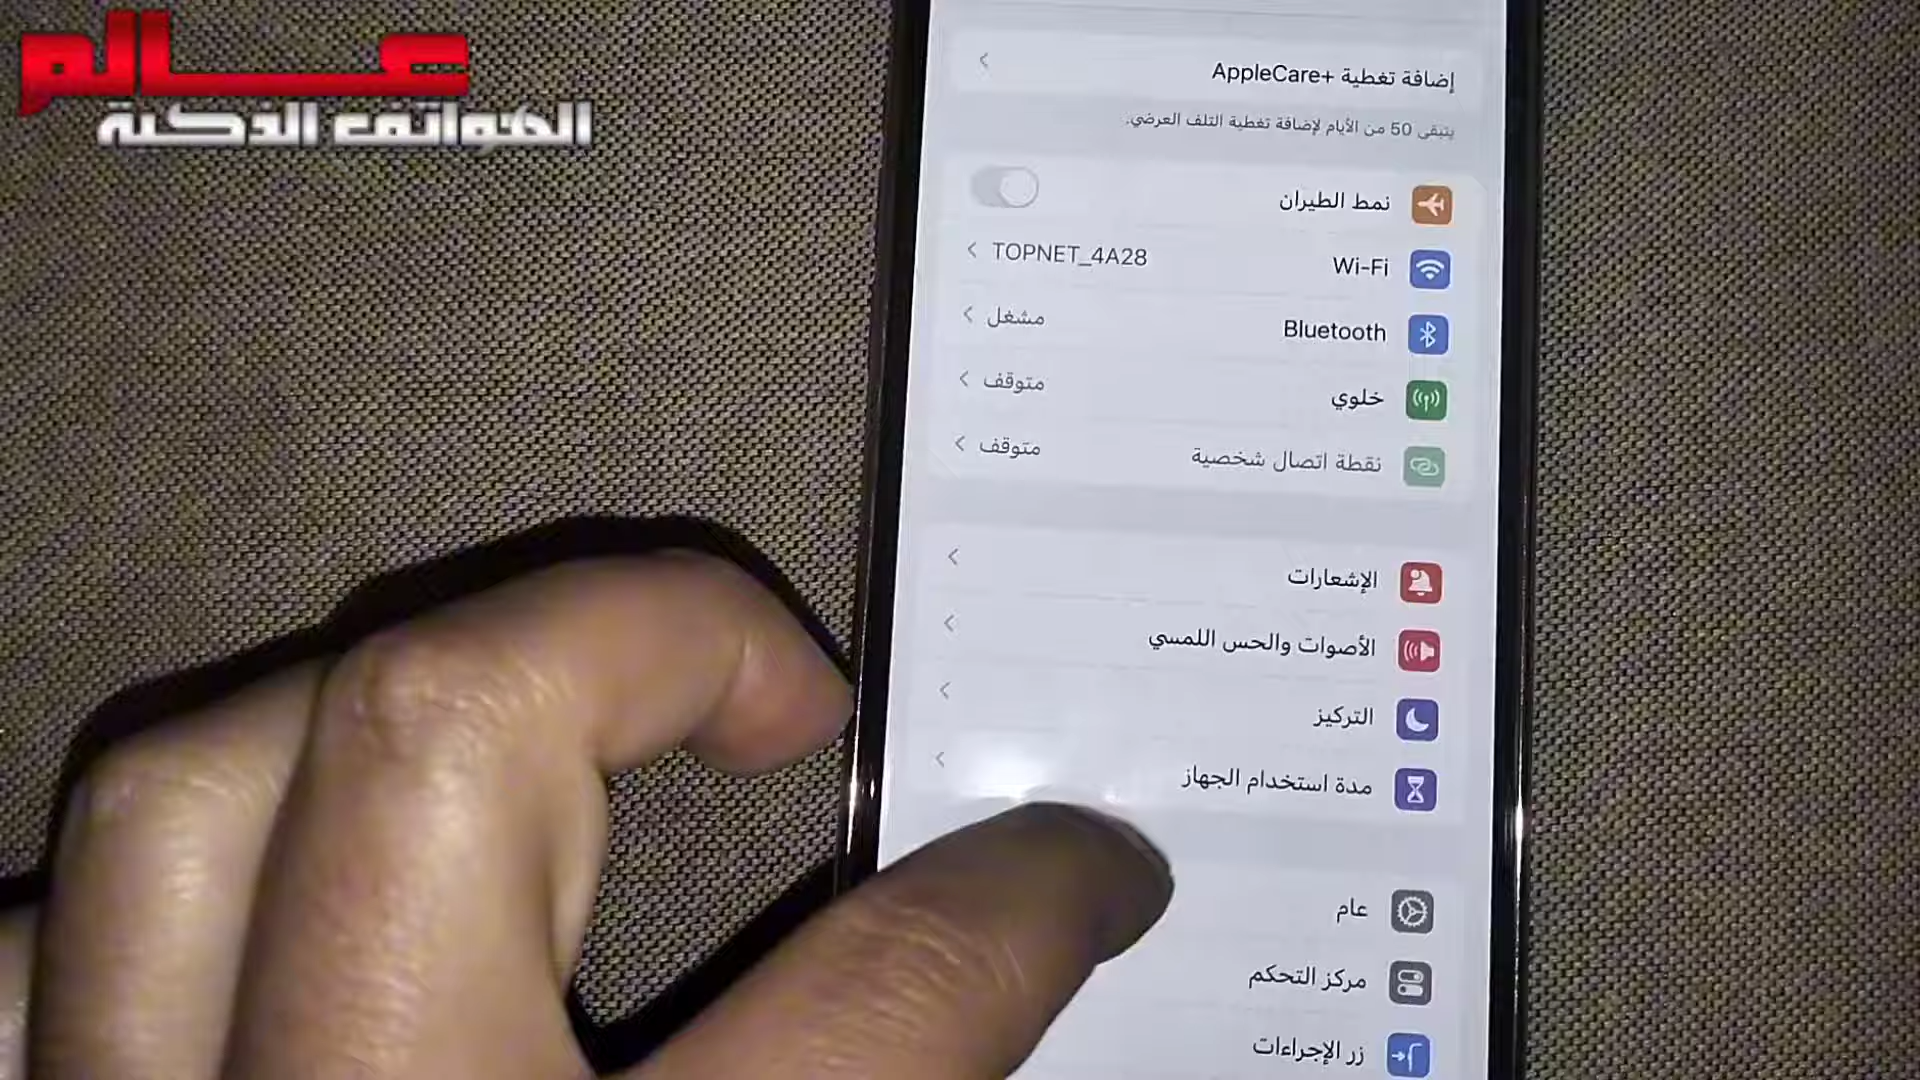 عالم
الهواتف الذكية
إضافة تغطية +AppleCare
يتبقى 50 من الأيام لإضافة تغطية التلف العرضي.
نمط الطيران
Wi-Fi TOPNET_4A28
Bluetooth مشغل
خلوي متوقف
نقطة اتصال شخصية متوقف
الإشعارات
الأصوات والحس اللمسي
التركيز
مدة استخدام الجهاز
عام
مركز التحكم
زر الإجراءات